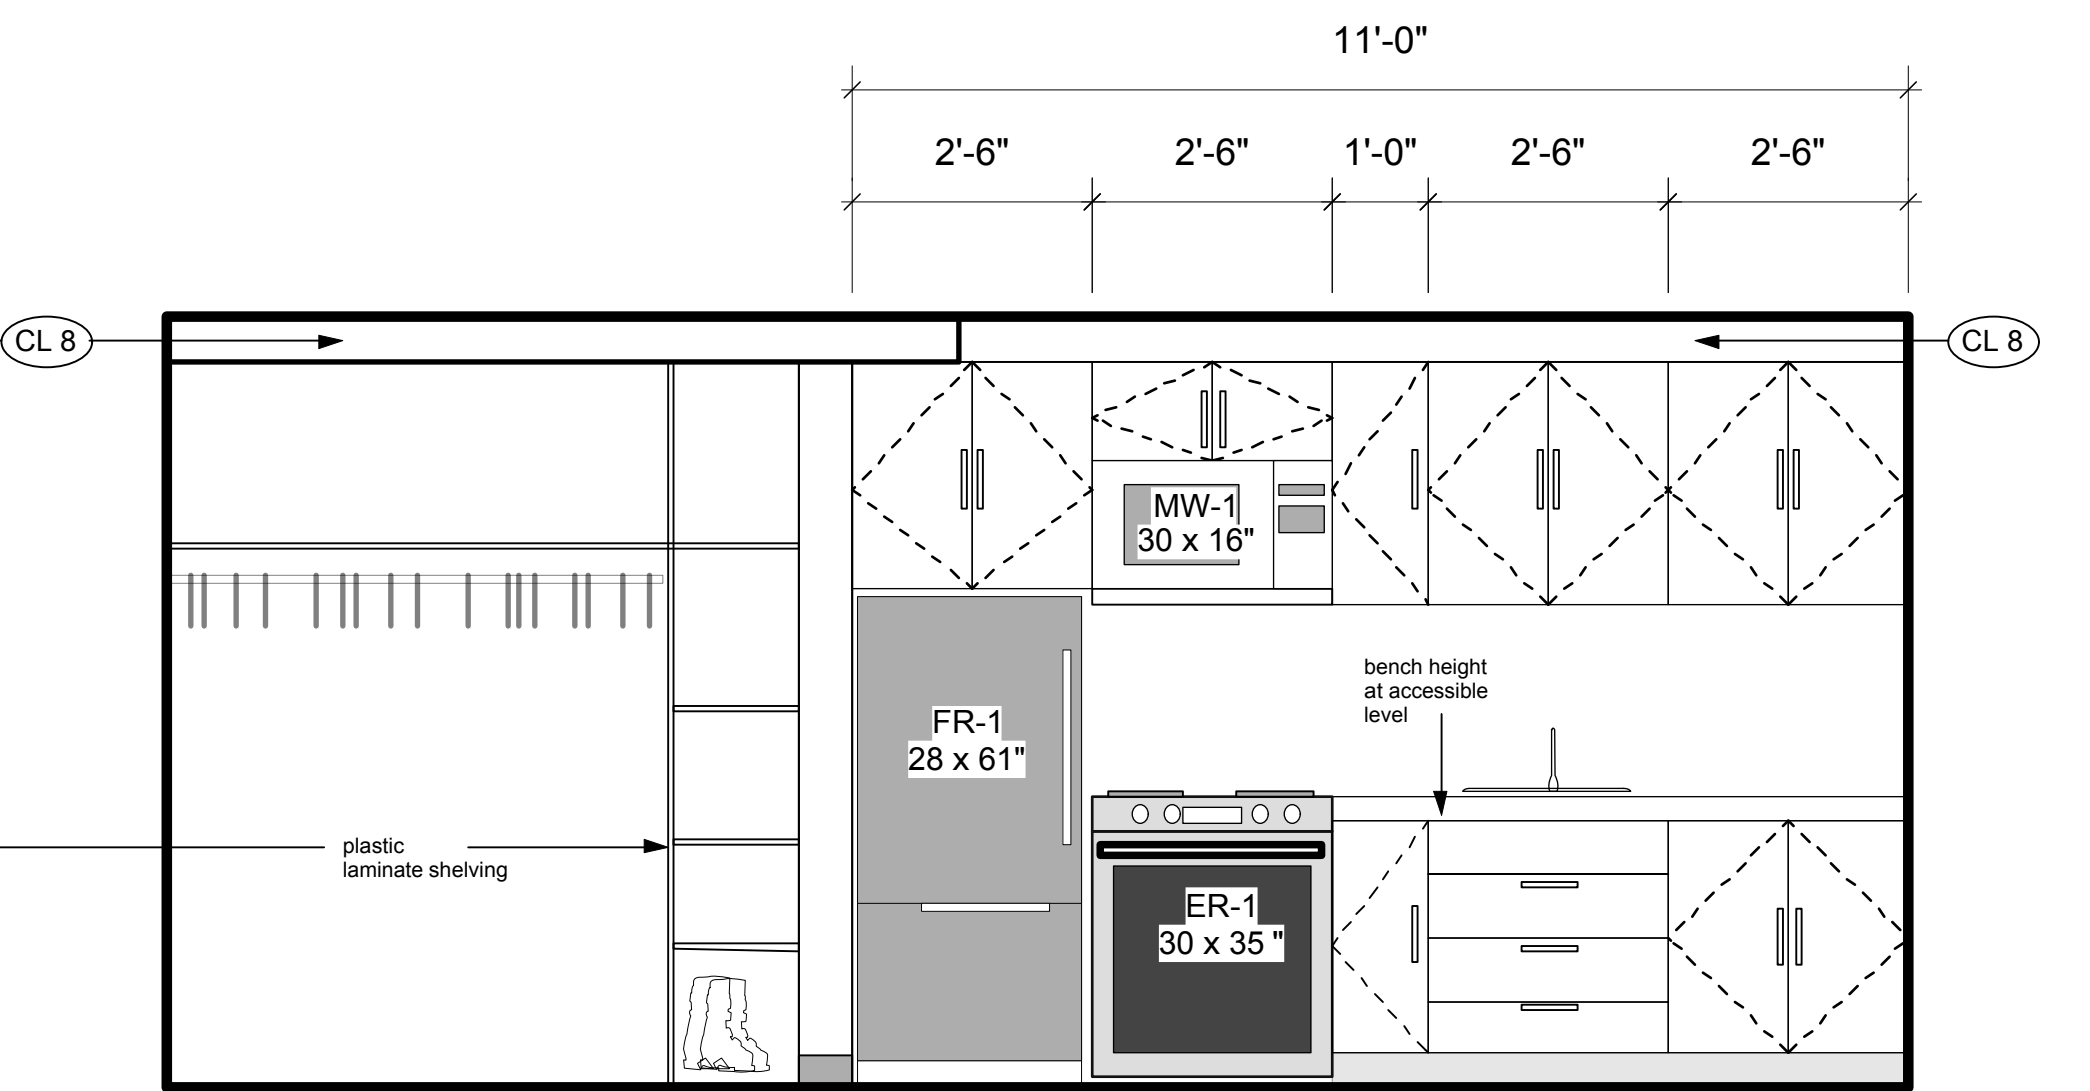 11'-0"
2'-6"
2'-6"
1'-0"
2'-6"
2'-6"
CL 8
CL 8
MW-1
30 x 16"
bench height
at accessible
level
FR-1
28 x 61"
plastic
laminate shelving
ER-1
30 x 35 "